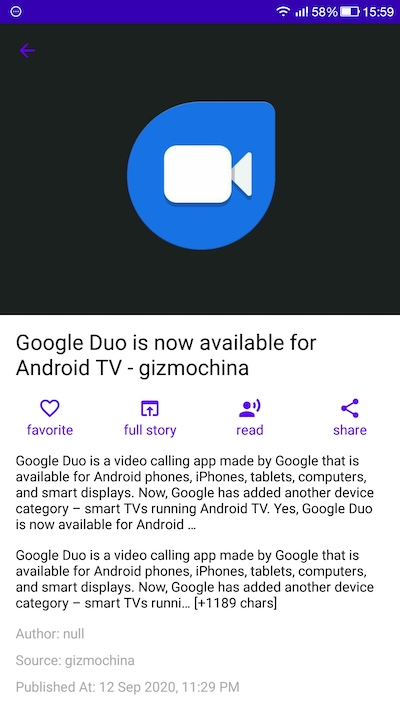 58% 15:59
Google Duo is now available for
Android TV - gizmochina
favorite full story read share
Google Duo is a video calling app made by Google that is
available for Android phones, iPhones, tablets, computers,
and smart displays. Now, Google has added another device
category – smart TVs running Android TV. Yes, Google Duo
is now available for Android …
Google Duo is a video calling app made by Google that is
available for Android phones, iPhones, tablets, computers,
and smart displays. Now, Google has added another device
category – smart TVs runni… [+1189 chars]
Author: null
Source: gizmochina
Published At: 12 Sep 2020, 11:29 PM